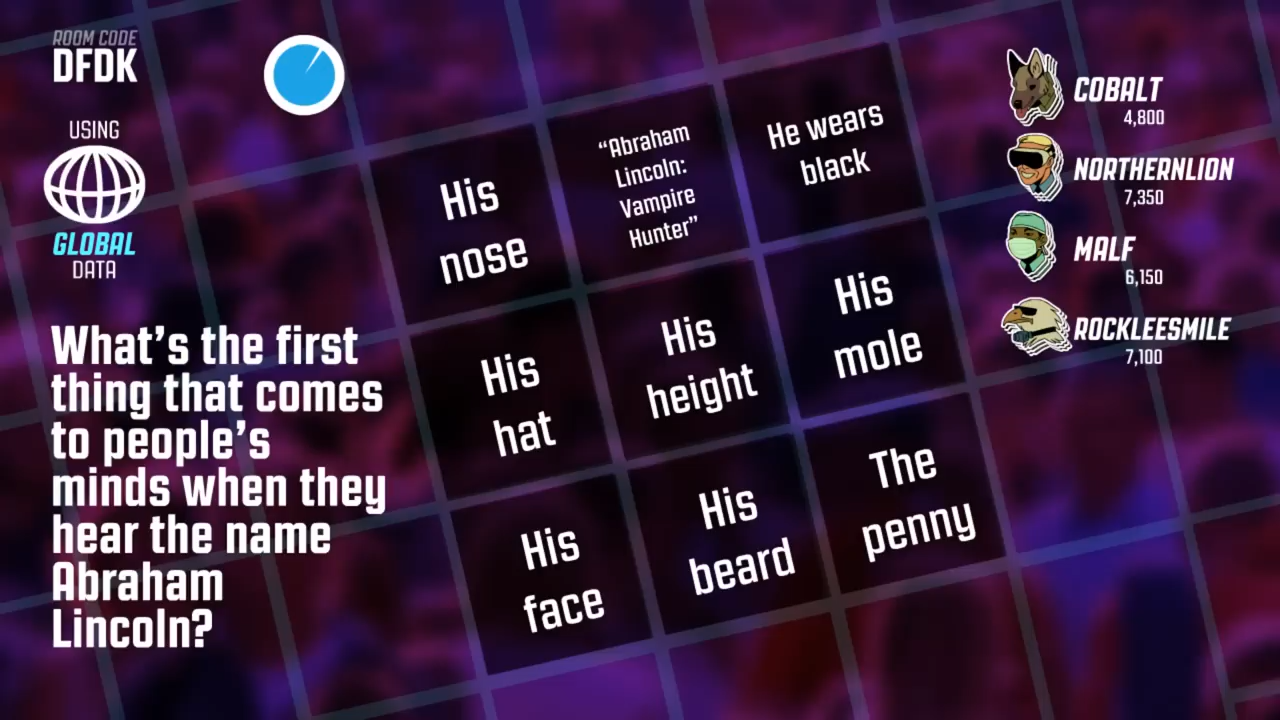 ROOM CODE
DFDK
USING
GLOBAL
DATA
What's the first
thing that comes
to people's
minds when they
hear the name
Abraham
Lincoln?
His
nose
“Abraham
Lincoln:
Vampire
Hunter”
He wears
black
His
hat
His
height
His
mole
His
face
His
beard
The
penny
COBALT
4,800
NORTHERNLION
7,350
MALF
6,150
ROCKLEESMILE
7,100